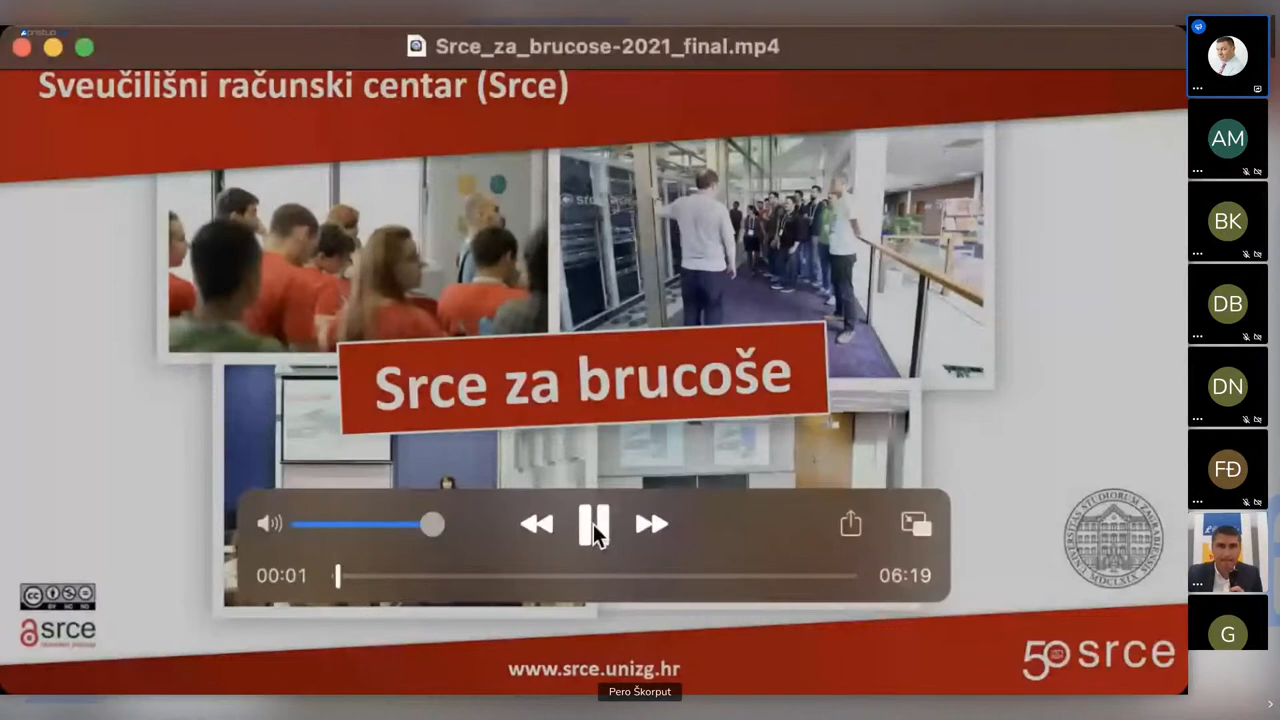 Srce_za_brucose-2021_final.mp4
Sveučilišni računski centar (Srce)
Srce za brucoše
00:01
06:19
srce
www.srce.unizg.hr
50 srce
Pero Škorput
AM
BK
DB
DN
FĐ
G